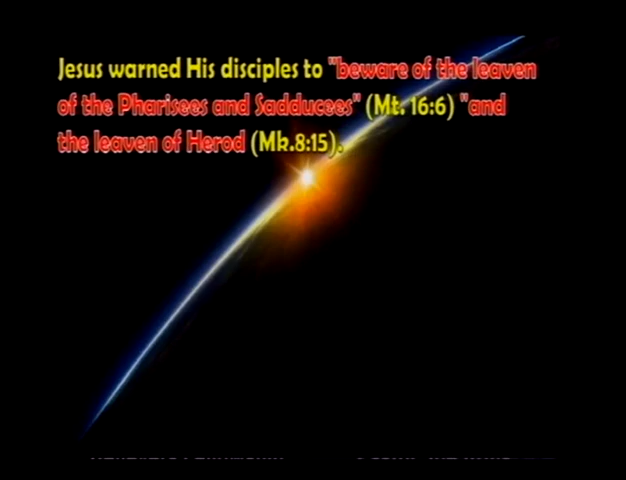 Jesus warned His disciples to "beware of the leaven
of the Pharisees and Sadducees" (Mt. 16:6) "and
the leaven of Herod (Mk.8:15).